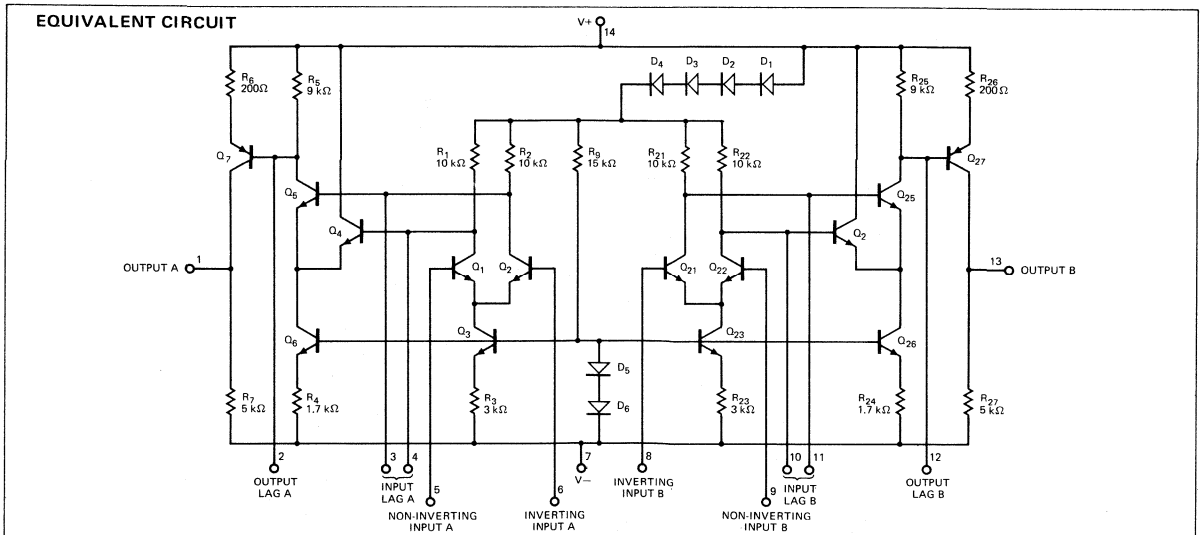 EQUIVALENT CIRCUIT
V+
14
D4 D3 D2 D1
R6
200Ω
R5
9 kΩ
R25
9 kΩ
R26
200Ω
R1
10 kΩ
R2
10 kΩ
R9
15 kΩ
R21
10 kΩ
R22
10 kΩ
Q7
Q27
Q5
Q25
Q4
Q2
1
OUTPUT A
Q1
Q2
Q21
Q22
13
OUTPUT B
Q6
Q3
Q23
Q26
D5
D6
R7
5 kΩ
R4
1.7 kΩ
R3
3 kΩ
R23
3 kΩ
R24
1.7 kΩ
R27
5 kΩ
2
OUTPUT
LAG A
3 4
INPUT
LAG A
5
NON-INVERTING
INPUT A
6
INVERTING
INPUT A
7
V−
8
INVERTING
INPUT B
9
NON-INVERTING
INPUT B
10 11
INPUT
LAG B
12
OUTPUT
LAG B